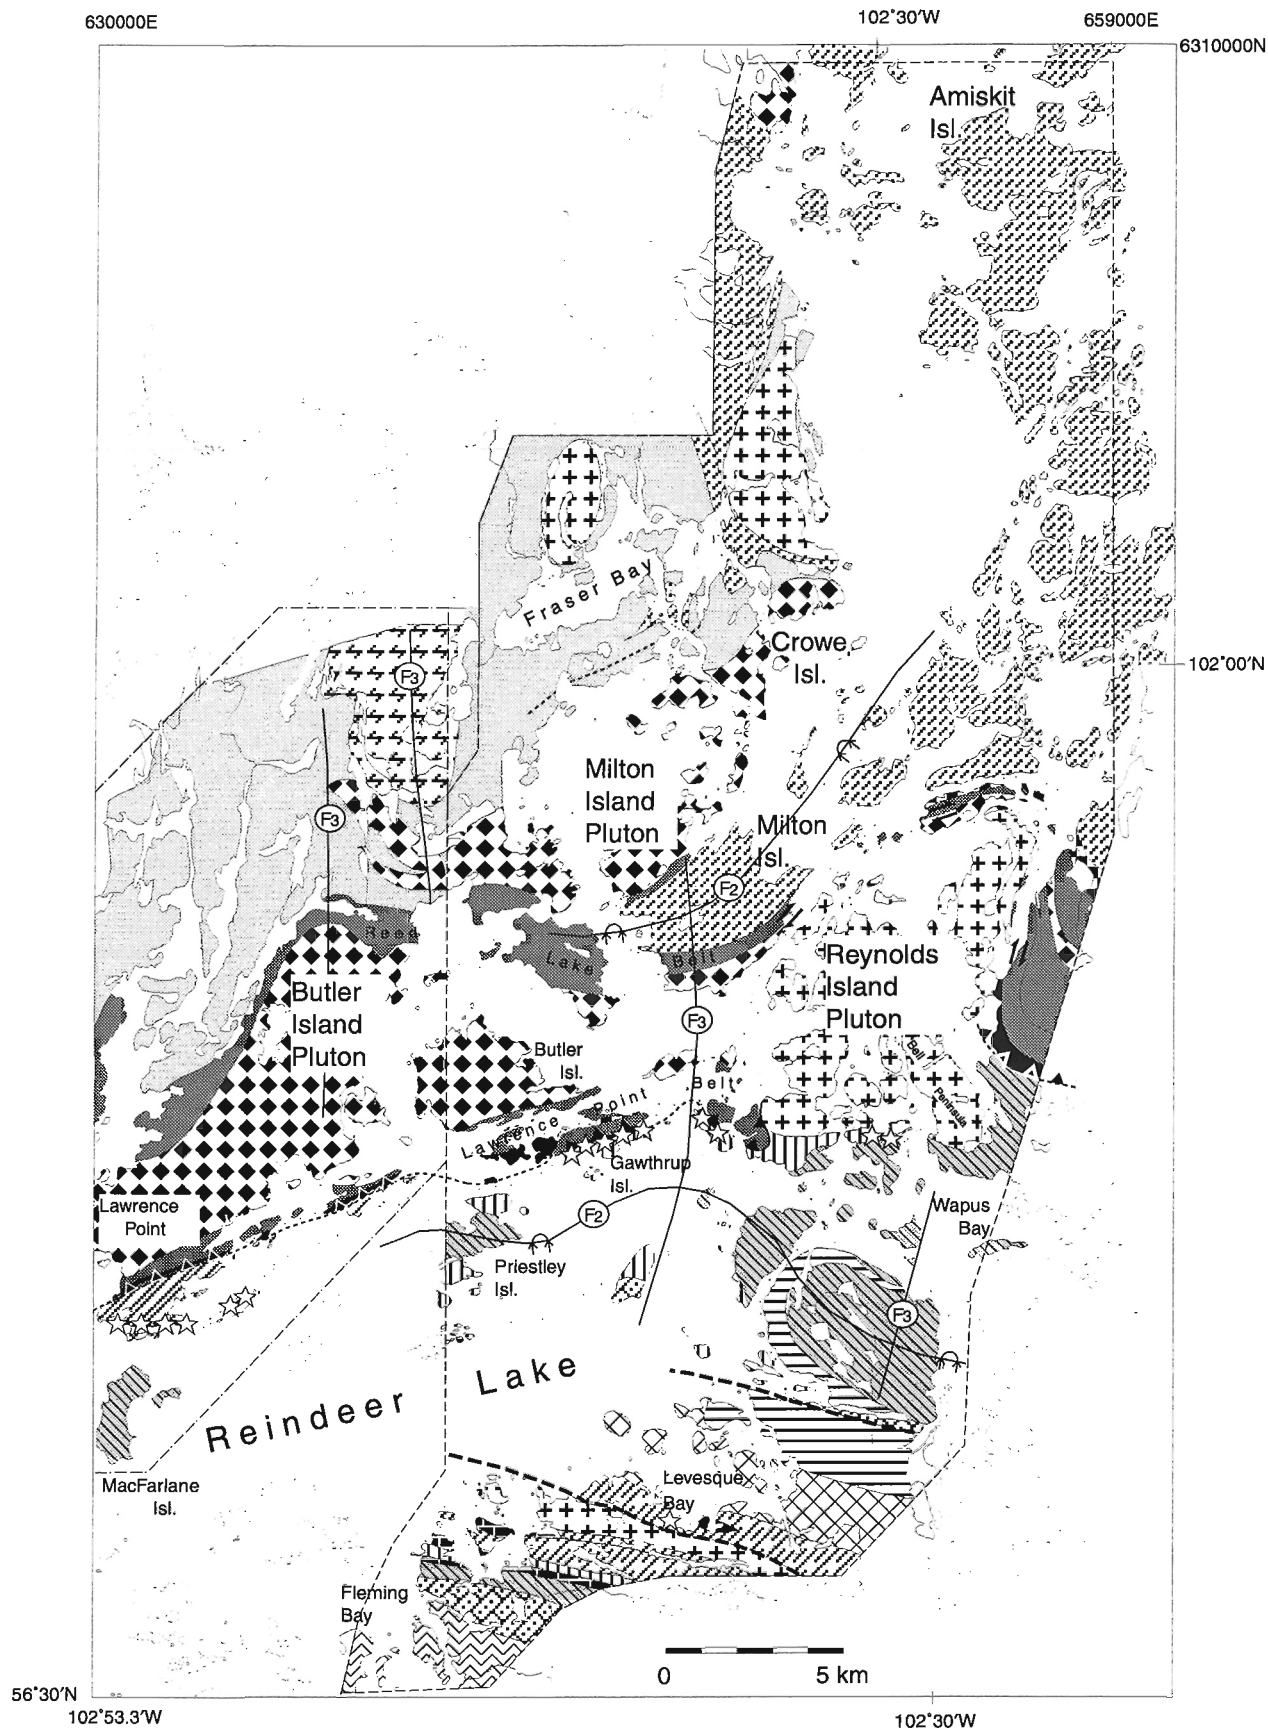 630000E
102°30'W
659000E
6310000N
Amiskit
Isl.
Fraser Bay
Crowe
Isl.
102°00'N
F3
F3
Milton
Island
Pluton
Milton
Isl.
F2
Reed
Lake
Belt
Reynolds
Island
Pluton
Butler
Island
Pluton
F3
Butler
Isl.
Bell
Peninsula
Lawrence Point Belt
Gawthrup
Isl.
Lawrence
Point
F2
Wapus
Bay
Priestley
Isl.
F3
Reindeer Lake
MacFarlane
Isl.
Levesque
Bay
Fleming
Bay
0 5 km
56°30'N
102°53.3'W
102°30'W